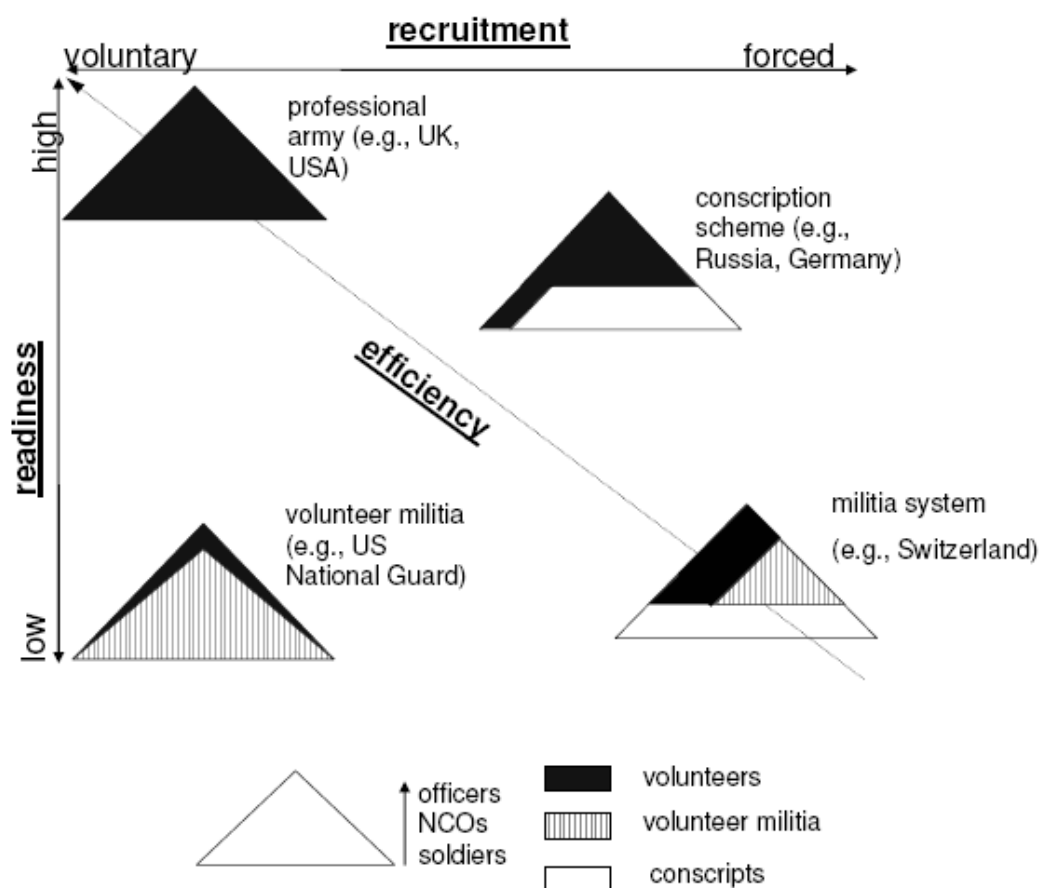 recruitment
voluntary
forced
high
professional
army (e.g., UK,
USA)
conscription
scheme (e.g.,
Russia, Germany)
efficiency
readiness
volunteer militia
(e.g., US
National Guard)
militia system
(e.g., Switzerland)
low
officers
NCOs
soldiers
volunteers
volunteer militia
conscripts